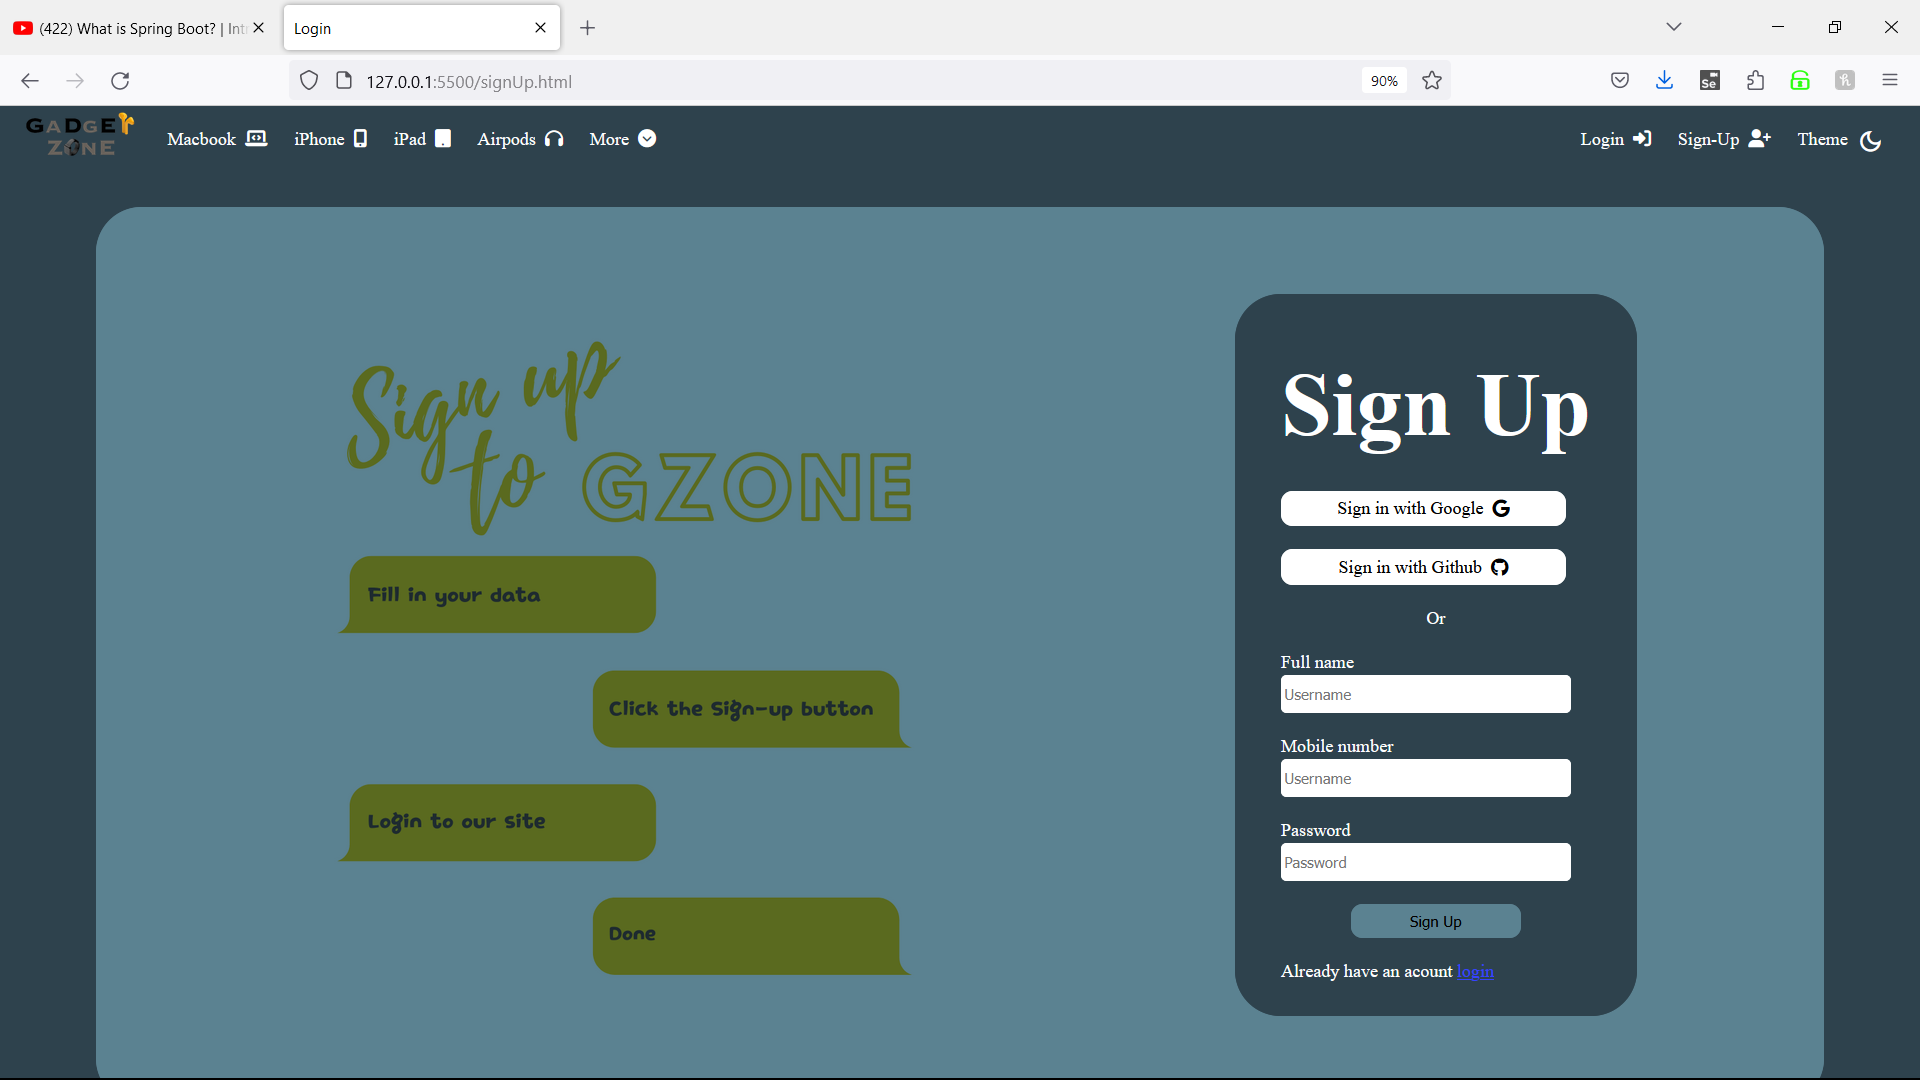 (422) What is Spring Boot? | Int
Login
127.0.0.1:5500/signUp.html
90%
Se
GADGET
ZONE
Macbook
iPhone
iPad
Airpods
More
Login
Sign-Up
Theme
Sign up
to GZONE
Fill in your data
Click the Sign-up button
Login to our site
Done
Sign Up
Sign in with Google
Sign in with Github
Or
Full name
Username
Mobile number
Username
Password
Password
Sign Up
Already have an acount login